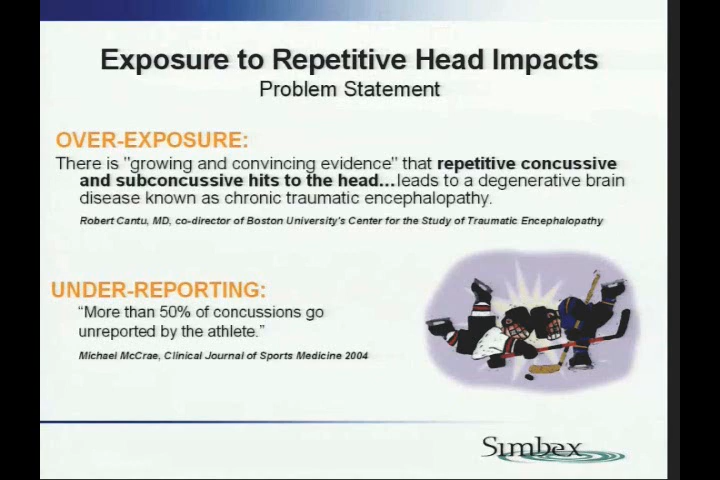 Exposure to Repetitive Head Impacts
Problem Statement
OVER-EXPOSURE:
There is "growing and convincing evidence" that repetitive concussive
and subconcussive hits to the head...leads to a degenerative brain
disease known as chronic traumatic encephalopathy.
Robert Cantu, MD, co-director of Boston University's Center for the Study of Traumatic Encephalopathy
UNDER-REPORTING:
"More than 50% of concussions go
unreported by the athlete."
Michael McCrae, Clinical Journal of Sports Medicine 2004
Simbex